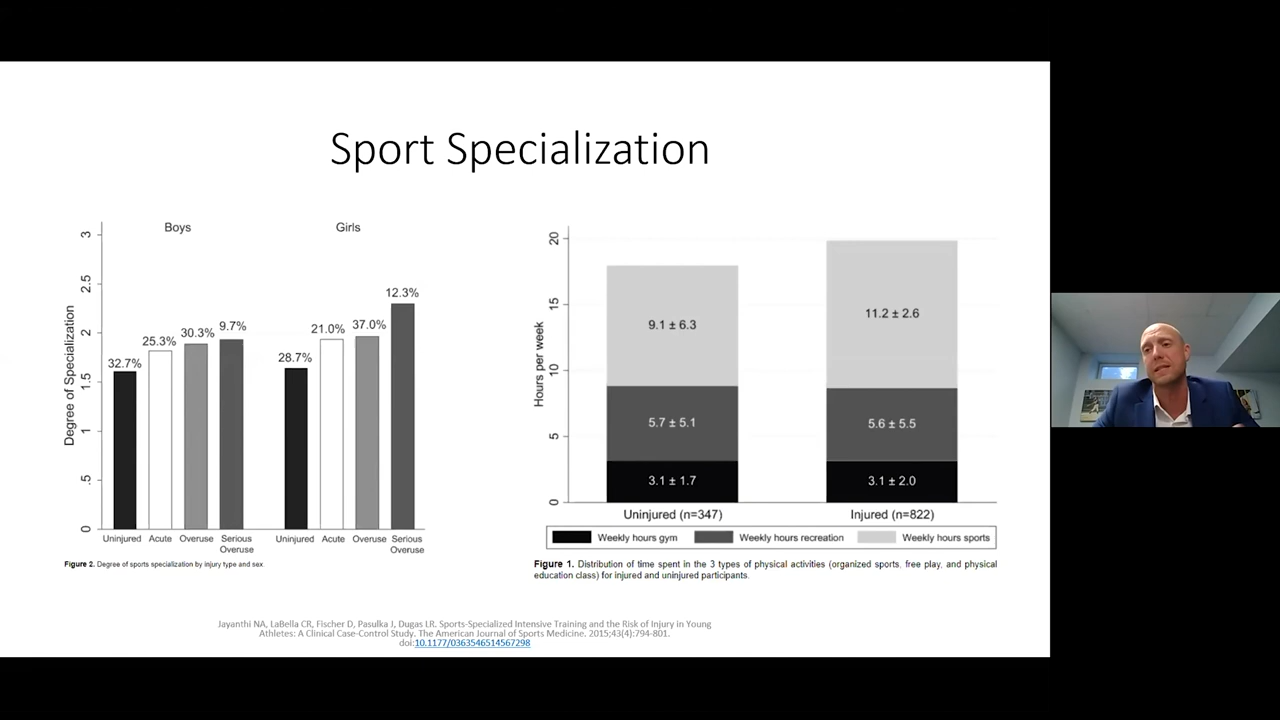 Sport Specialization
Boys
Girls
Degree of Specialization
3
2.5
2
1.5
1
.5
0
32.7%
25.3%
30.3%
9.7%
28.7%
21.0%
37.0%
12.3%
Uninjured Acute Overuse Serious Overuse
Uninjured Acute Overuse Serious Overuse
Figure 2. Degree of sports specialization by injury type and sex.
Hours per week
20
15
10
5
0
9.1 ± 6.3
5.7 ± 5.1
3.1 ± 1.7
11.2 ± 2.6
5.6 ± 5.5
3.1 ± 2.0
Uninjured (n=347)
Injured (n=822)
Weekly hours gym
Weekly hours recreation
Weekly hours sports
Figure 1. Distribution of time spent in the 3 types of physical activities (organized sports, free play, and physical
education class) for injured and uninjured participants.
Jayanthi NA, LaBella CR, Fischer D, Pasulka J, Dugas LR. Sports-Specialized Intensive Training and the Risk of Injury in Young
Athletes: A Clinical Case-Control Study. The American Journal of Sports Medicine. 2015;43(4):794-801.
doi:10.1177/0363546514567298